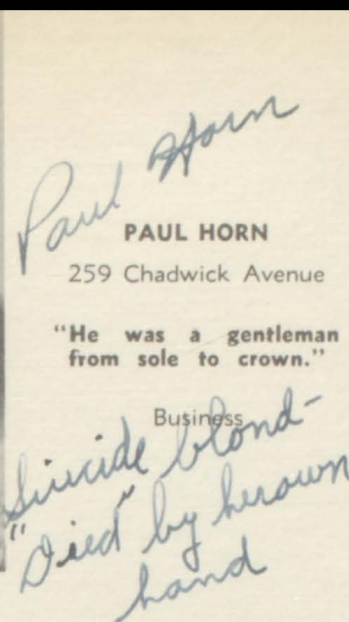 Paul Horn
PAUL HORN
259 Chadwick Avenue
"He was a gentleman
from sole to crown."
Business
Suicide blond-
"Died" by her own
hand